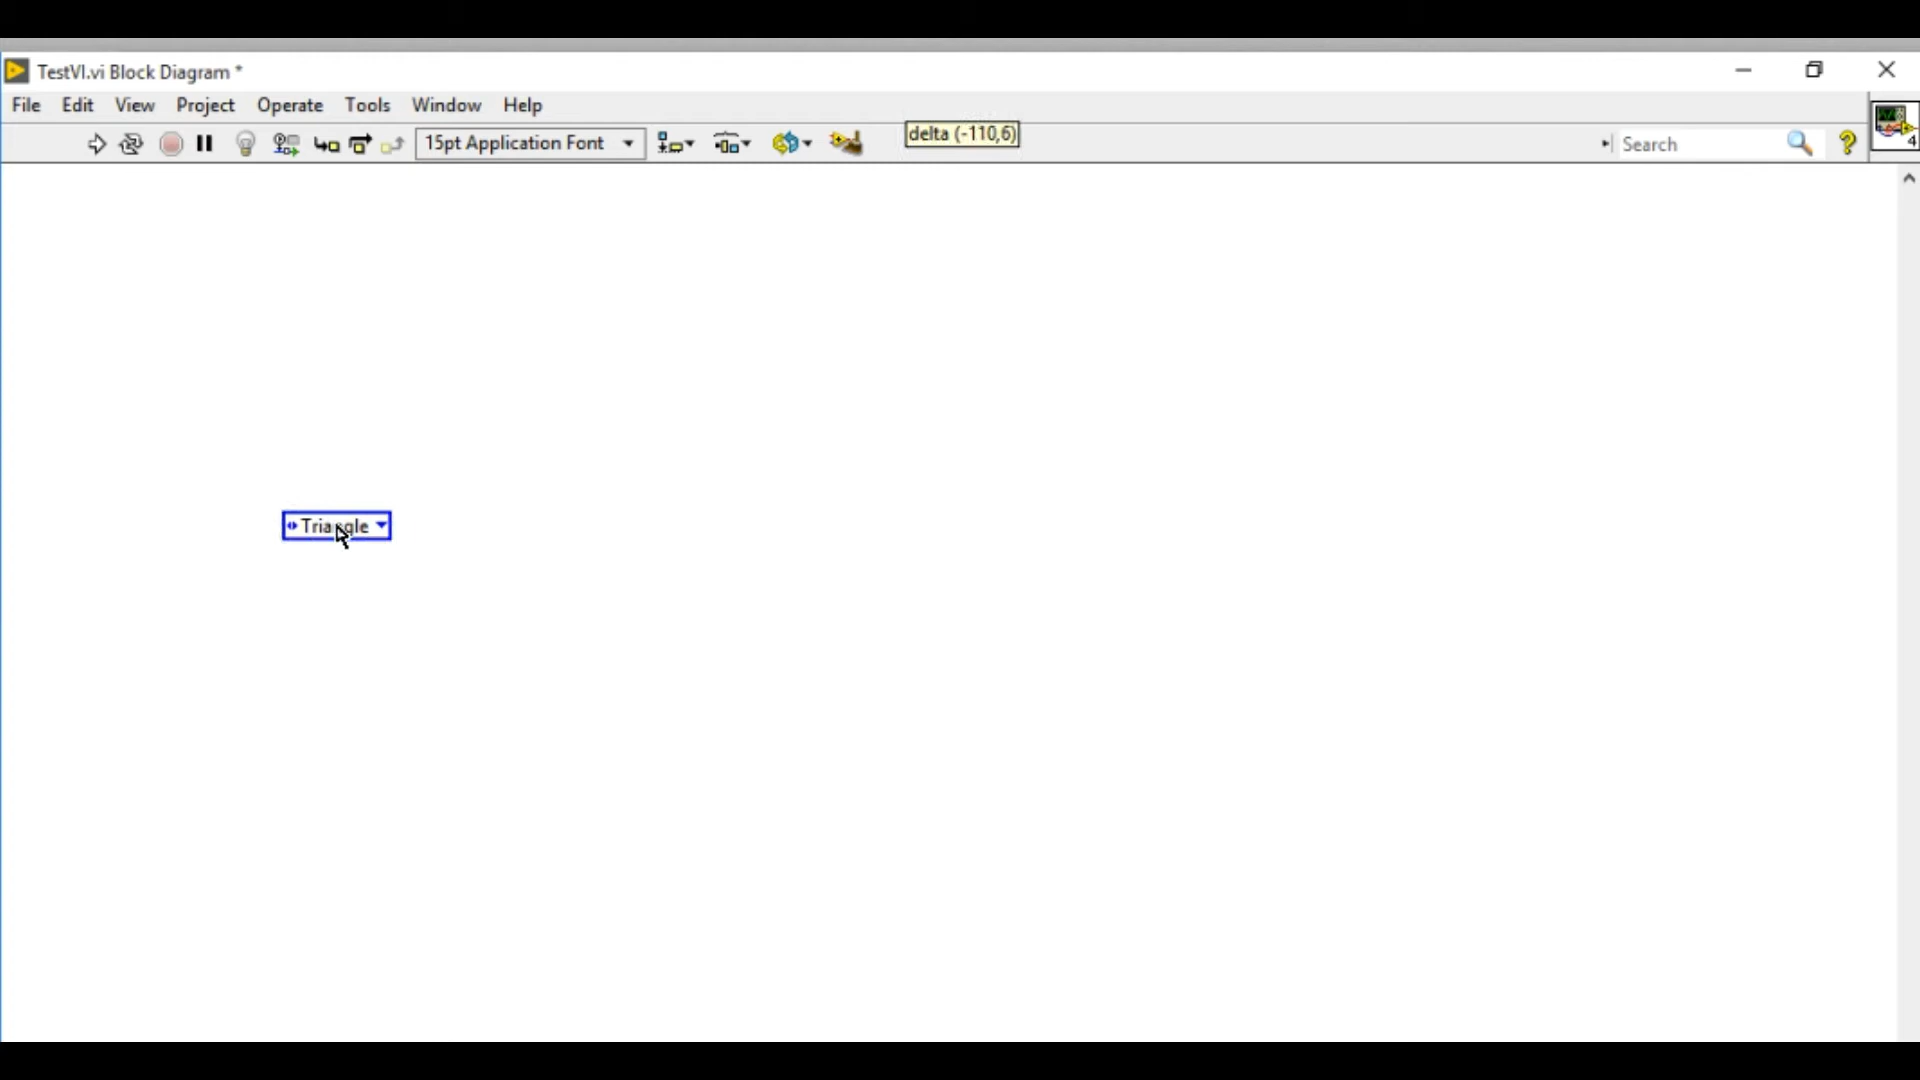 TestVI.vi Block Diagram *
File Edit View Project Operate Tools Window Help
15pt Application Font
delta (-110,6)
Search
?
4
Triangle